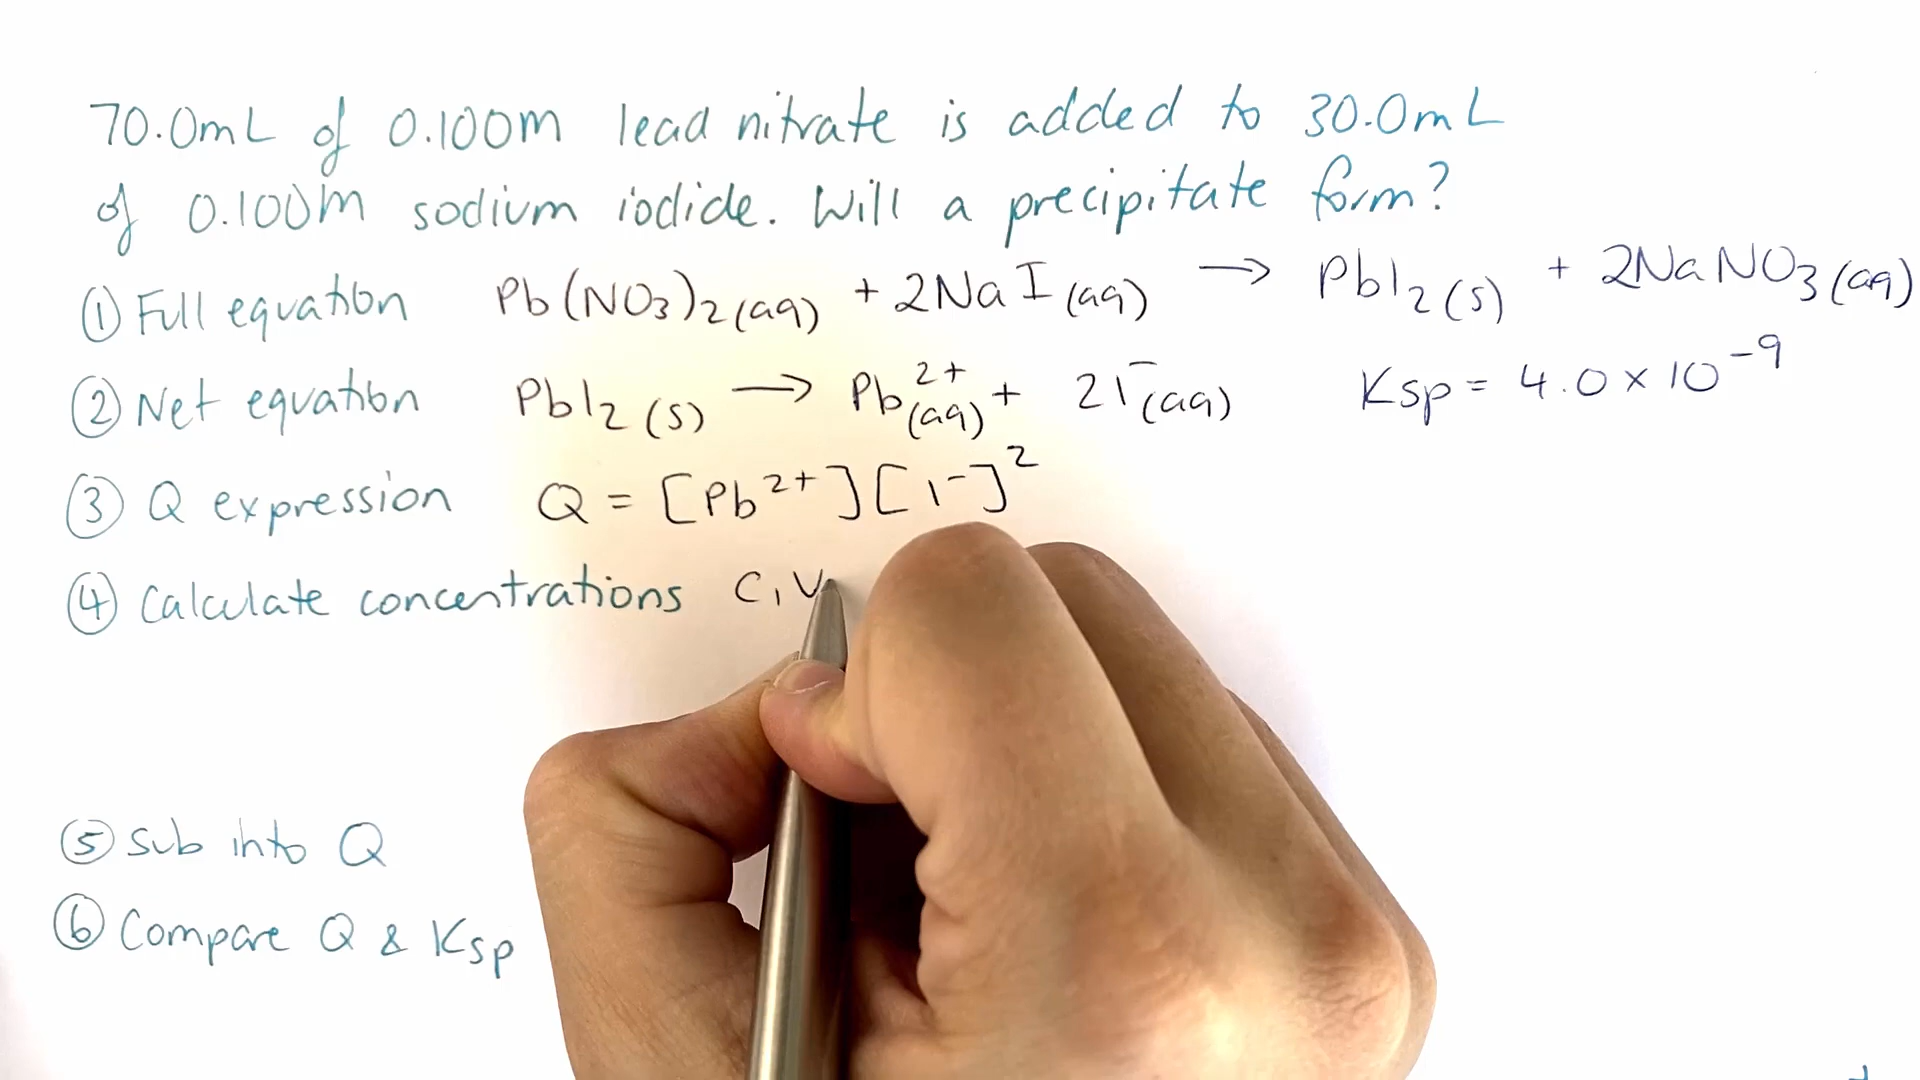 70.0mL of 0.100M lead nitrate is added to 30.0mL
of 0.100M sodium iodide. Will a precipitate form?
① Full equation Pb(NO₃)₂(aq) + 2NaI(aq) → PbI₂(s) + 2NaNO₃(aq)
② Net equation PbI₂(s) → Pb²⁺(aq) + 2I⁻(aq) Ksp = 4.0 × 10⁻⁹
③ Q expression Q = [Pb²⁺][I⁻]²
④ Calculate concentrations C₁V
⑤ Sub into Q
⑥ Compare Q & Ksp